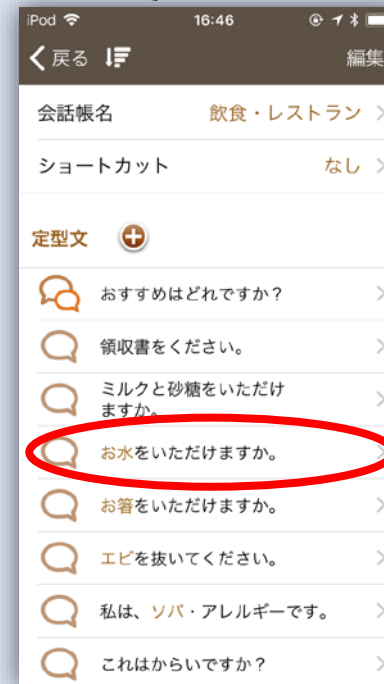 iPod 16:46
戻る 編集
会話帳名 飲食・レストラン
ショートカット なし
定型文
おすすめはどれですか？
領収書をください。
ミルクと砂糖をいただけ
ますか。
お水をいただけますか。
お箸をいただけますか。
エビを抜いてください。
私は、ソバ・アレルギーです。
これはからいですか？